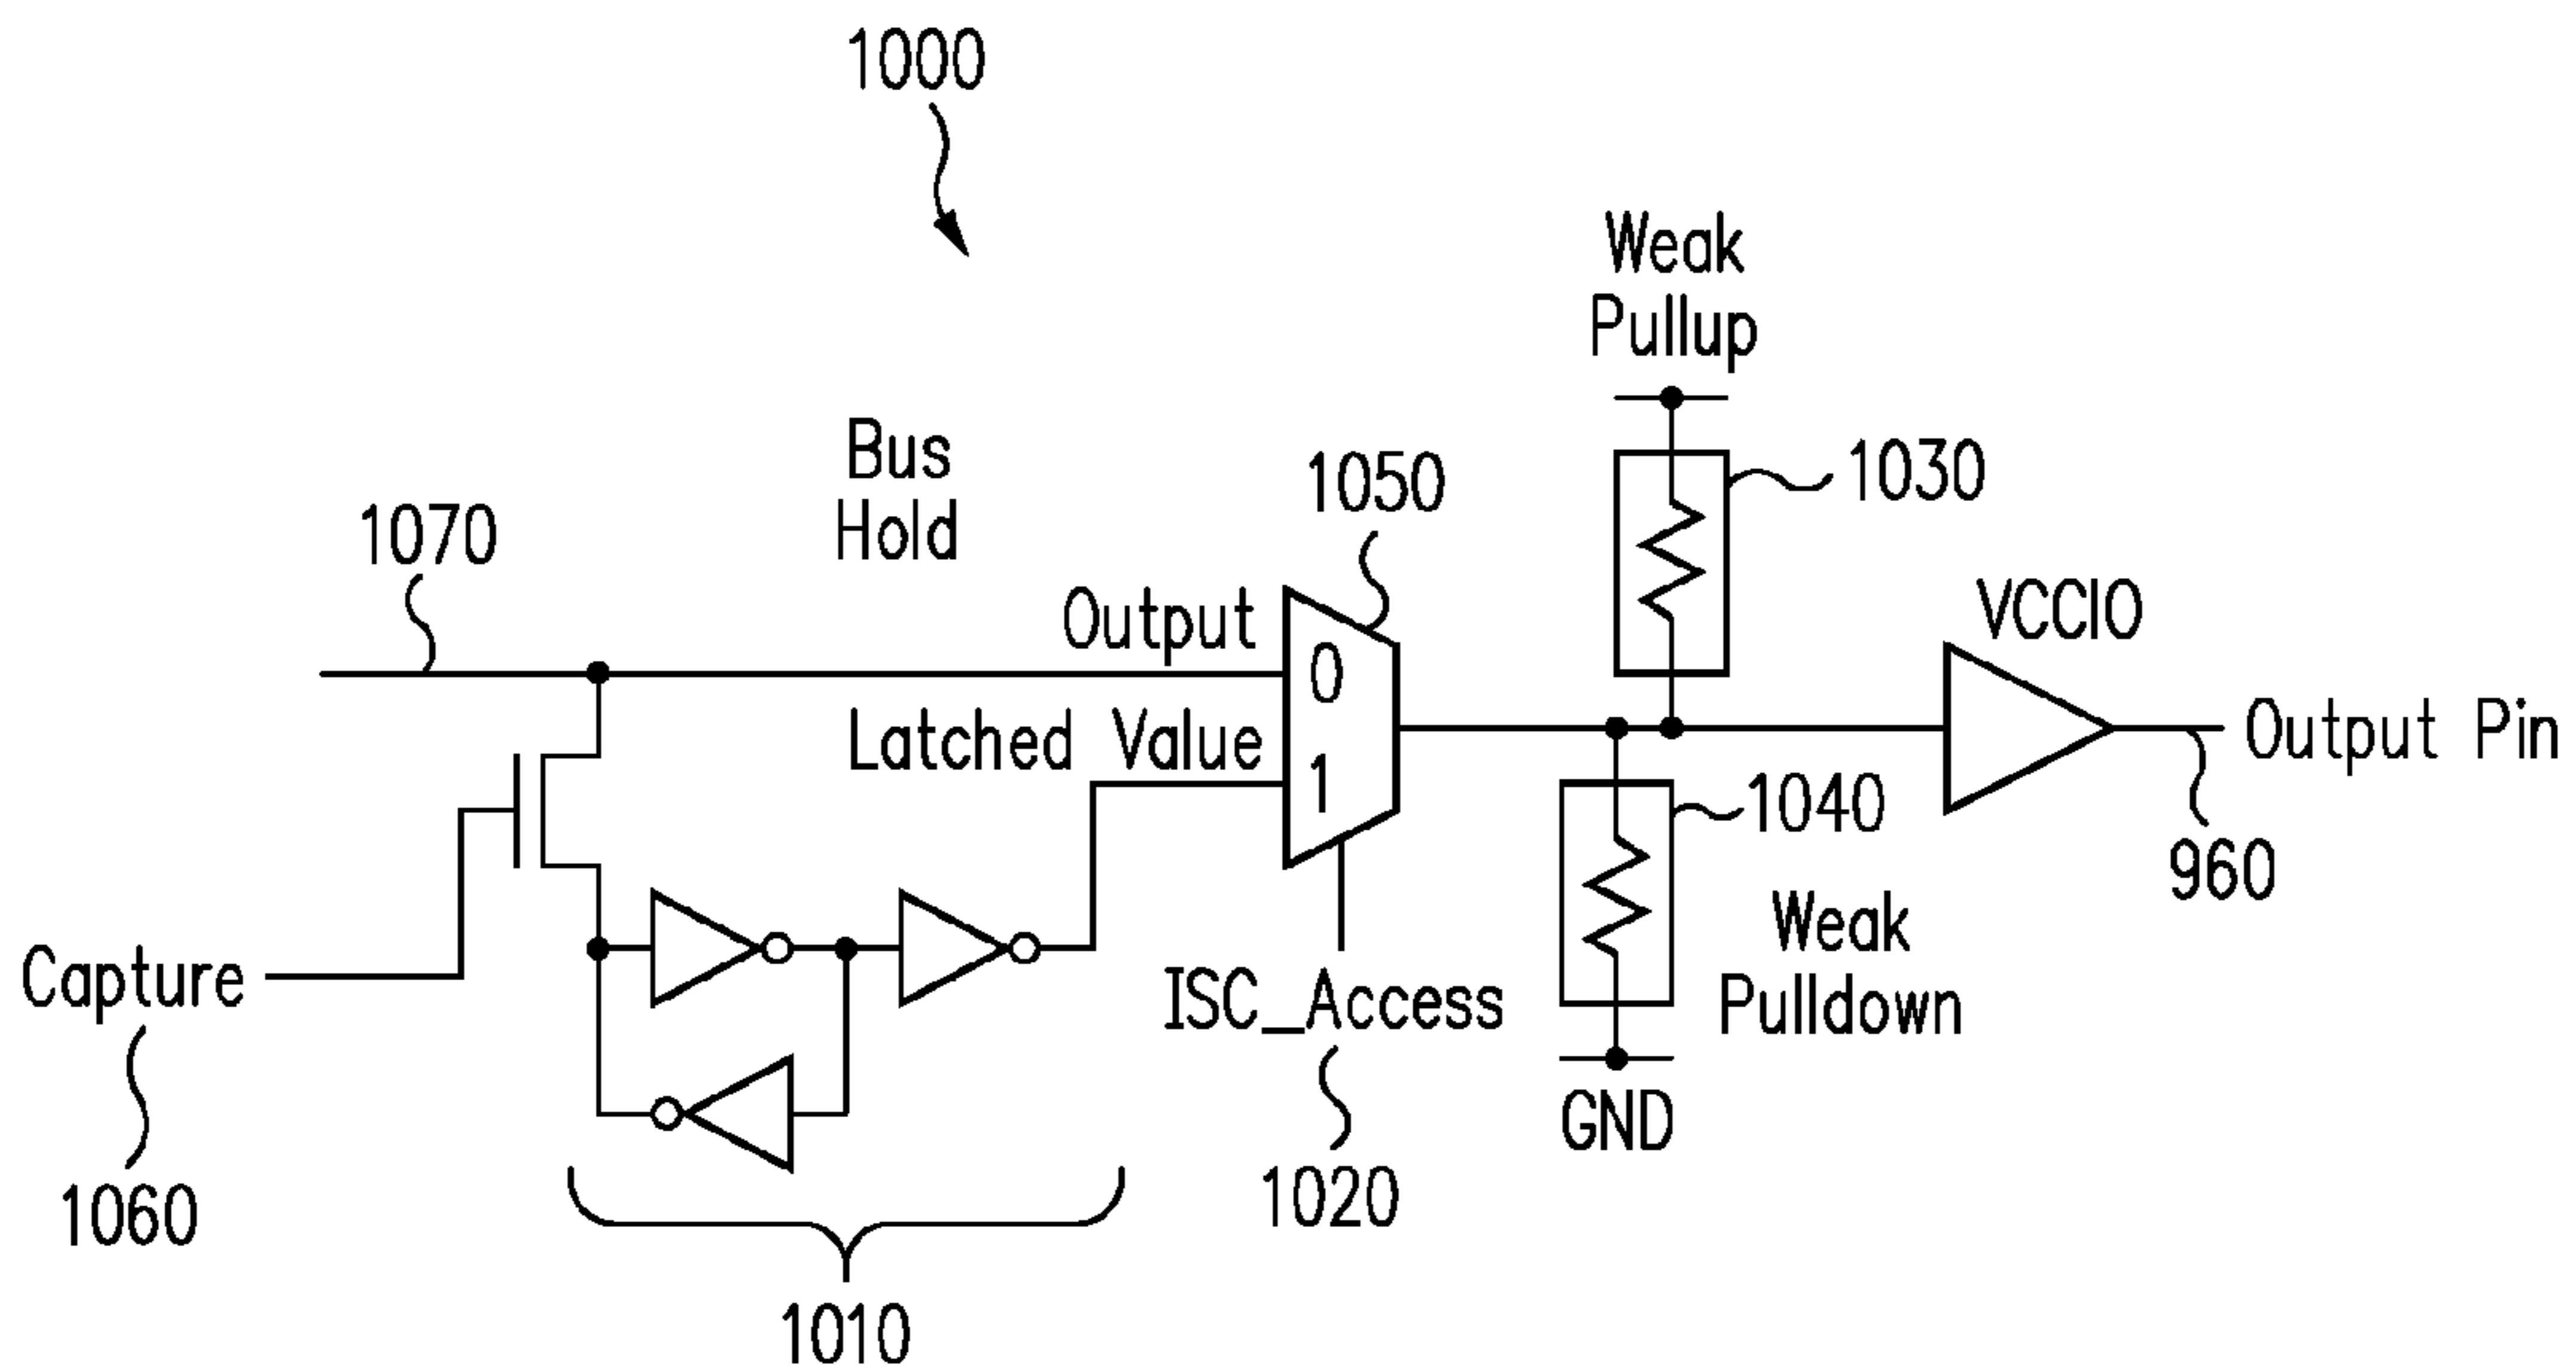 1000
Weak
Pullup
Bus
Hold
1050
1030
1070
VCCIO
Output
0
Latched Value
1
Output Pin
1040
960
Weak
Pulldown
Capture
ISC_Access
GND
1060
1020
1010